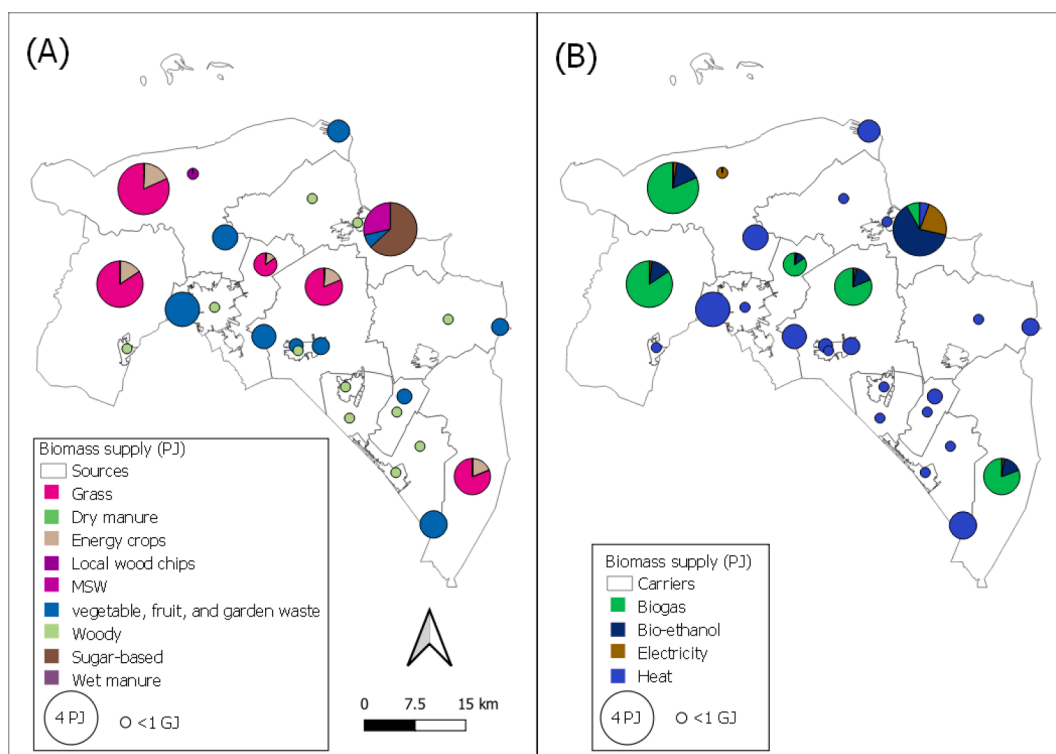 (A)
Biomass supply (PJ)
Sources
Grass
Dry manure
Energy crops
Local wood chips
MSW
vegetable, fruit, and garden waste
Woody
Sugar-based
Wet manure
4 PJ
<1 GJ
0 7.5 15 km
(B)
Biomass supply (PJ)
Carriers
Biogas
Bio-ethanol
Electricity
Heat
4 PJ
<1 GJ